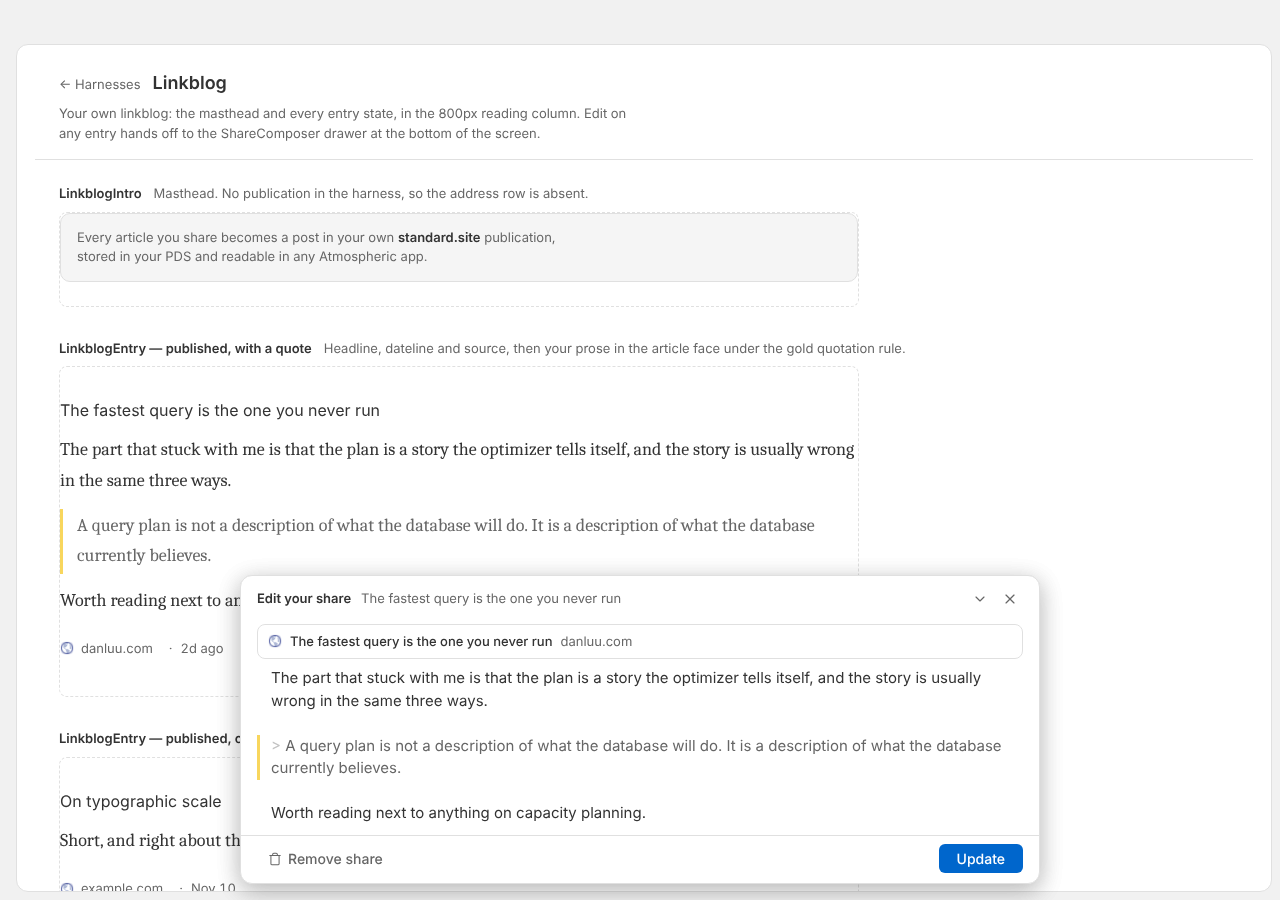 ← Harnesses Linkblog
Your own linkblog: the masthead and every entry state, in the 800px reading column. Edit on
any entry hands off to the ShareComposer drawer at the bottom of the screen.
LinkblogIntro Masthead. No publication in the harness, so the address row is absent.
Every article you share becomes a post in your own standard.site publication,
stored in your PDS and readable in any Atmospheric app.
LinkblogEntry — published, with a quote Headline, dateline and source, then your prose in the article face under the gold quotation rule.
The fastest query is the one you never run
The part that stuck with me is that the plan is a story the optimizer tells itself, and the story is usually wrong
in the same three ways.
A query plan is not a description of what the database will do. It is a description of what the database
currently believes.
Worth reading next to an
danluu.com · 2d ago
LinkblogEntry — published,
On typographic scale
Short, and right about th
example.com · Nov 10
Edit your share The fastest query is the one you never run
The fastest query is the one you never run danluu.com
The part that stuck with me is that the plan is a story the optimizer tells itself, and the story is usually
wrong in the same three ways.
> A query plan is not a description of what the database will do. It is a description of what the database
currently believes.
Worth reading next to anything on capacity planning.
Remove share
Update